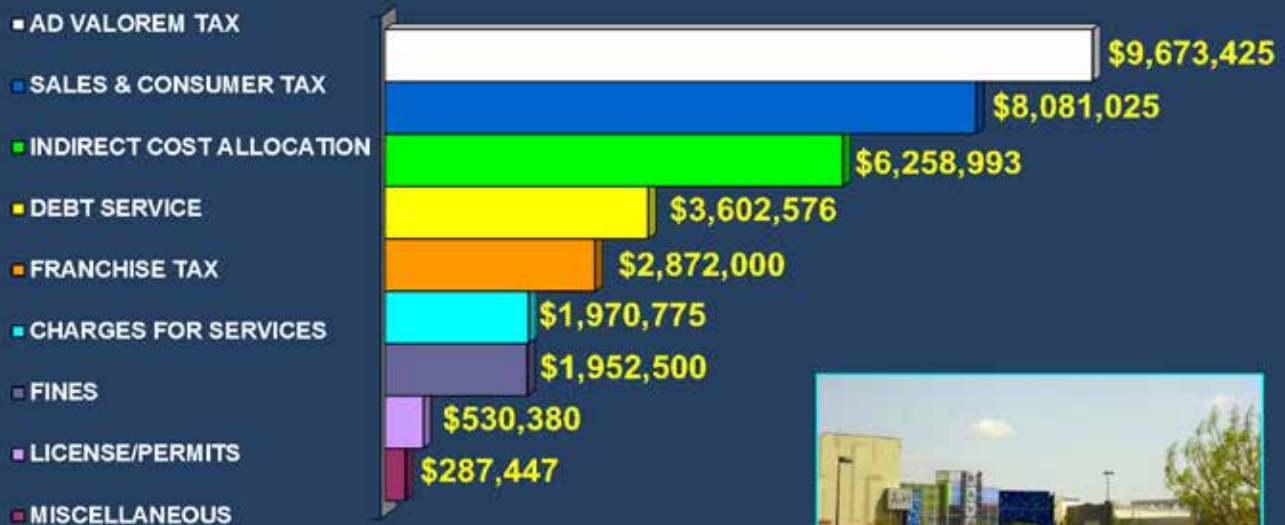 AD VALOREM TAX
$9,673,425
SALES & CONSUMER TAX
$8,081,025
INDIRECT COST ALLOCATION
$6,258,993
DEBT SERVICE
$3,602,576
FRANCHISE TAX
$2,872,000
CHARGES FOR SERVICES
$1,970,775
FINES
$1,952,500
LICENSE/PERMITS
$530,380
MISCELLANEOUS
$287,447